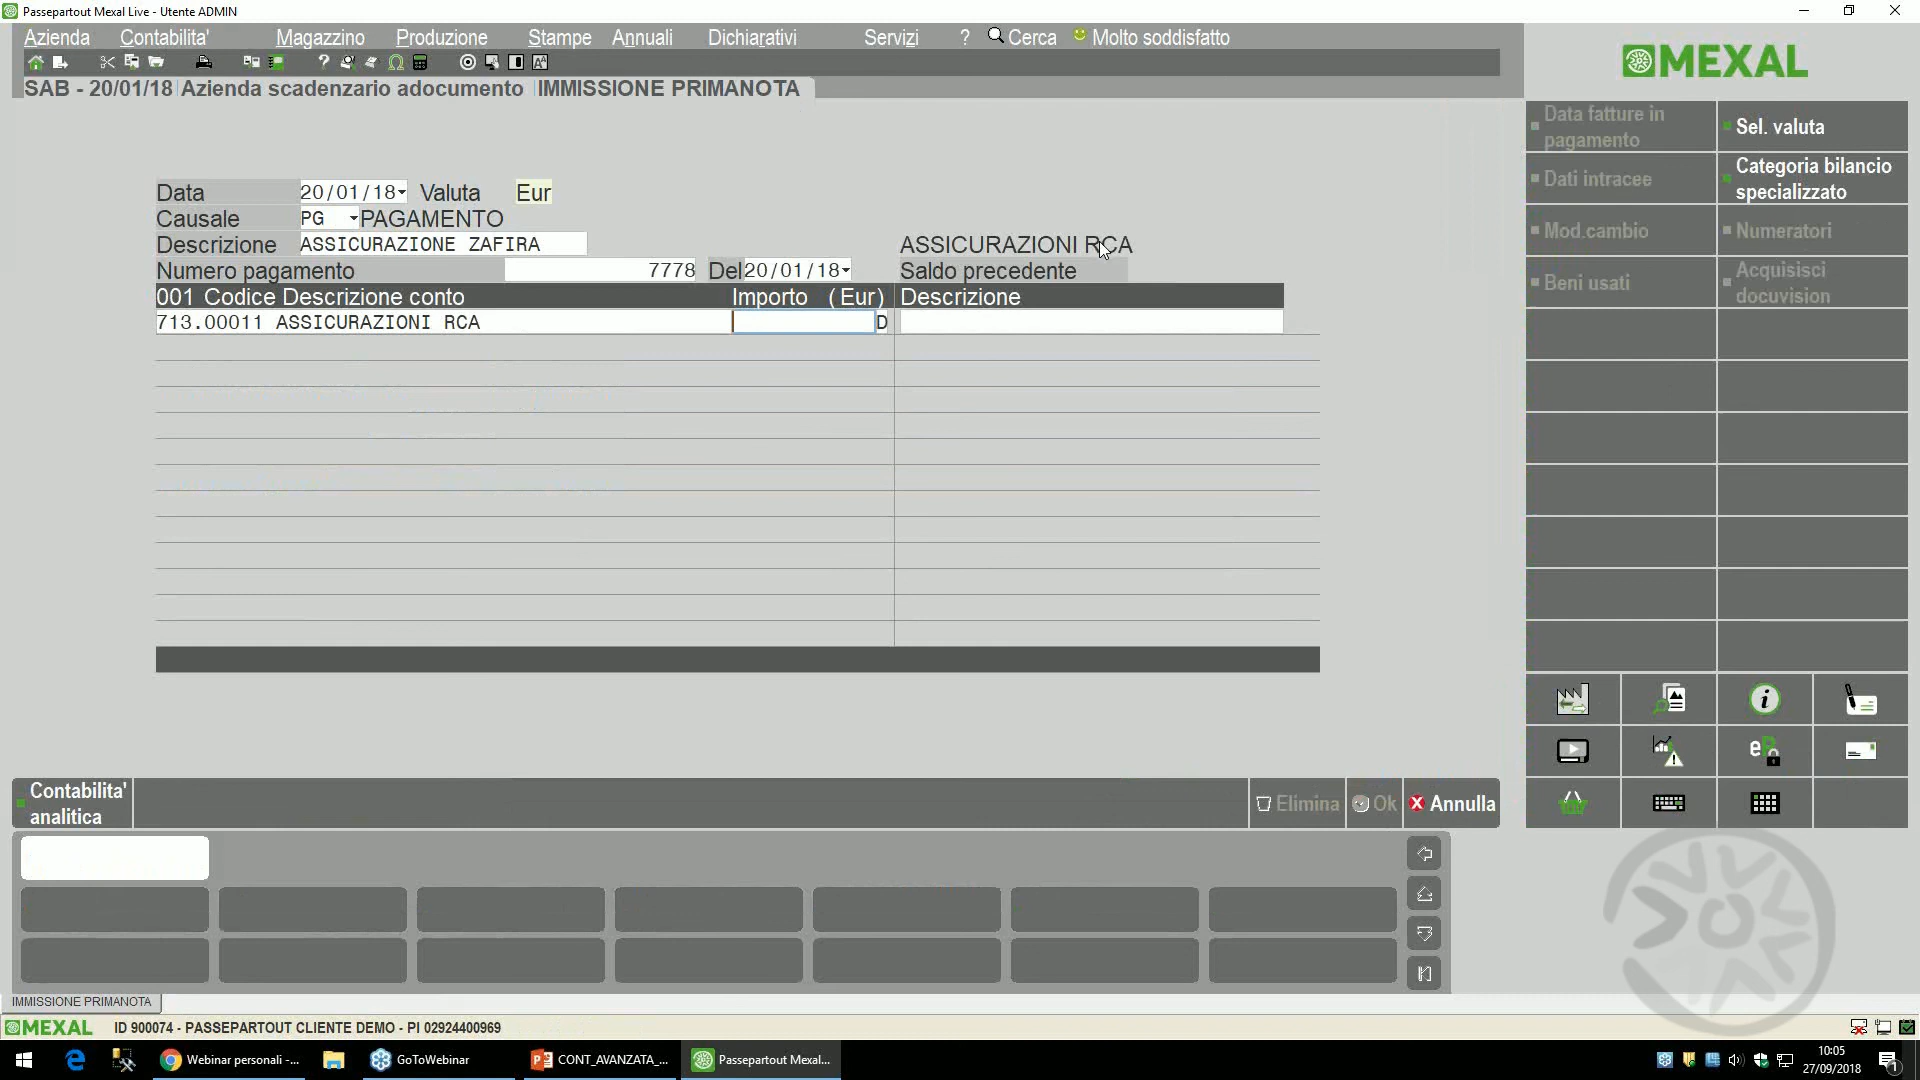 Passepartout Mexal Live - Utente ADMIN
Azienda Contabilita' Magazzino Produzione Stampe Annuali Dichiarativi Servizi ? Cerca Molto soddisfatto
SAB - 20/01/18 Azienda scadenzario adocumento IMMISSIONE PRIMANOTA
MEXAL
Data fatture in pagamento
Sel. valuta
Dati intracee
Categoria bilancio specializzato
Mod.cambio
Numeratori
Beni usati
Acquisisci docuvision
Data 20/01/18 Valuta Eur
Causale PG PAGAMENTO
Descrizione ASSICURAZIONE ZAFIRA ASSICURAZIONI RCA
Numero pagamento 7778 Del 20/01/18 Saldo precedente
001 Codice Descrizione conto Importo (Eur) Descrizione
713.00011 ASSICURAZIONI RCA D
Contabilita' analitica
Elimina Ok Annulla
IMMISSIONE PRIMANOTA
MEXAL ID 900074 - PASSEPARTOUT CLIENTE DEMO - PI 02924400969
Webinar personali -... GoToWebinar CONT_AVANZATA_... Passepartout Mexal...
10:05
27/09/2018
1